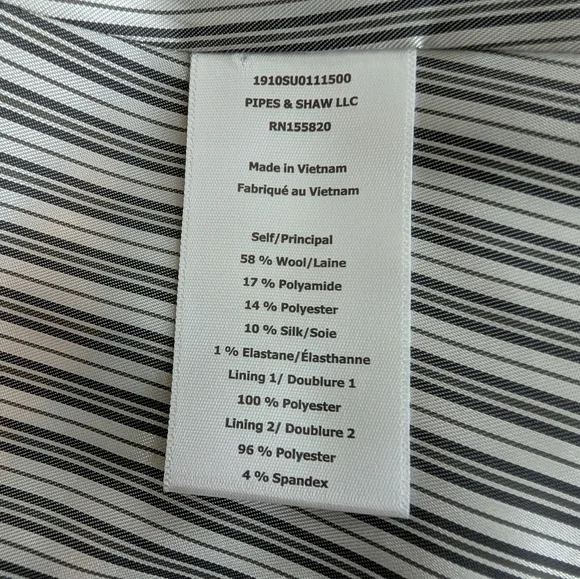 1910SU0111500
PIPES & SHAW LLC
RN155820
Made in Vietnam
Fabriqué au Vietnam
Self/Principal
58 % Wool/Laine
17 % Polyamide
14 % Polyester
10 % Silk/Soie
1 % Elastane/Élasthanne
Lining 1/ Doublure 1
100 % Polyester
Lining 2/ Doublure 2
96 % Polyester
4 % Spandex